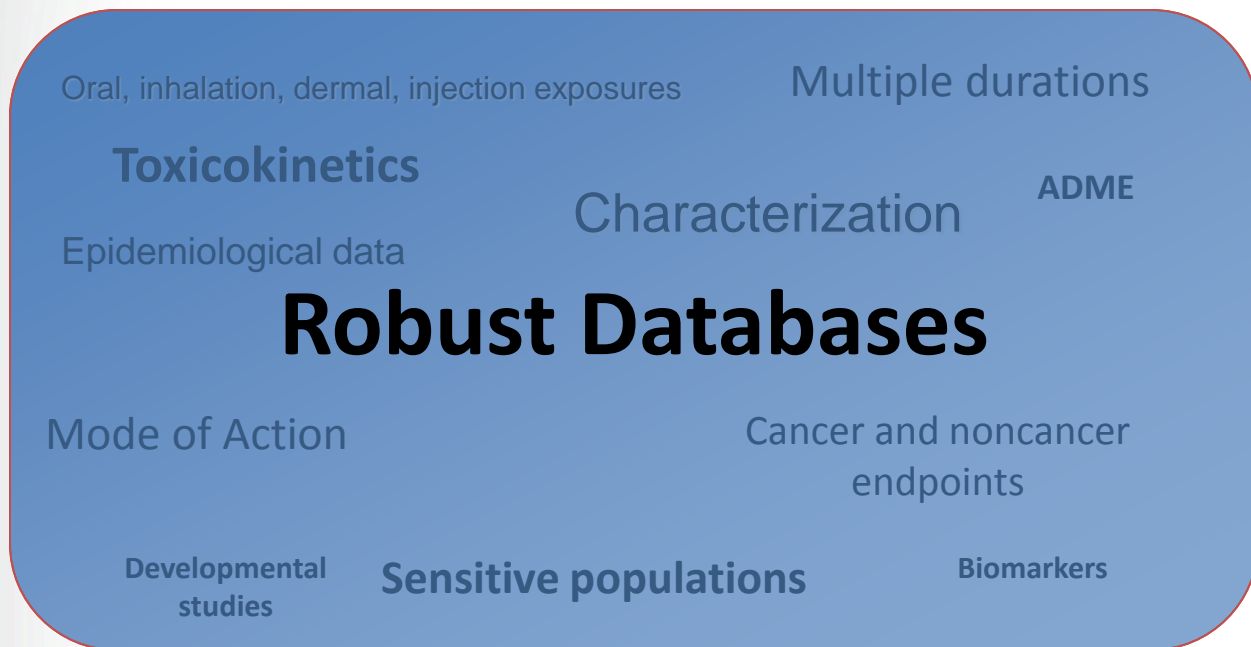 Oral, inhalation, dermal, injection exposures
Multiple durations
Toxicokinetics
ADME
Characterization
Epidemiological data
Robust Databases
Mode of Action
Cancer and noncancer
endpoints
Developmental
studies
Sensitive populations
Biomarkers